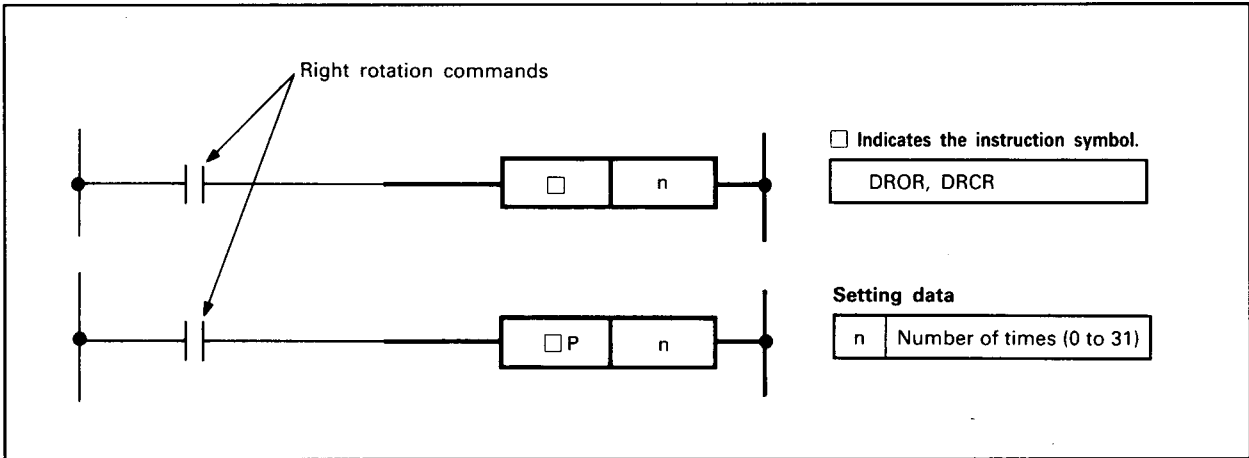 Right rotation commands
□ Indicates the instruction symbol.
□ n
DROR, DRCR
Setting data
□P n
n Number of times (0 to 31)